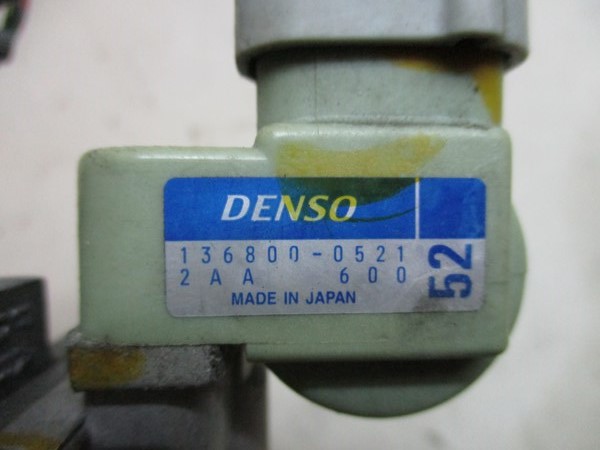 DENSO
136800-0521
2AA 600
52
MADE IN JAPAN